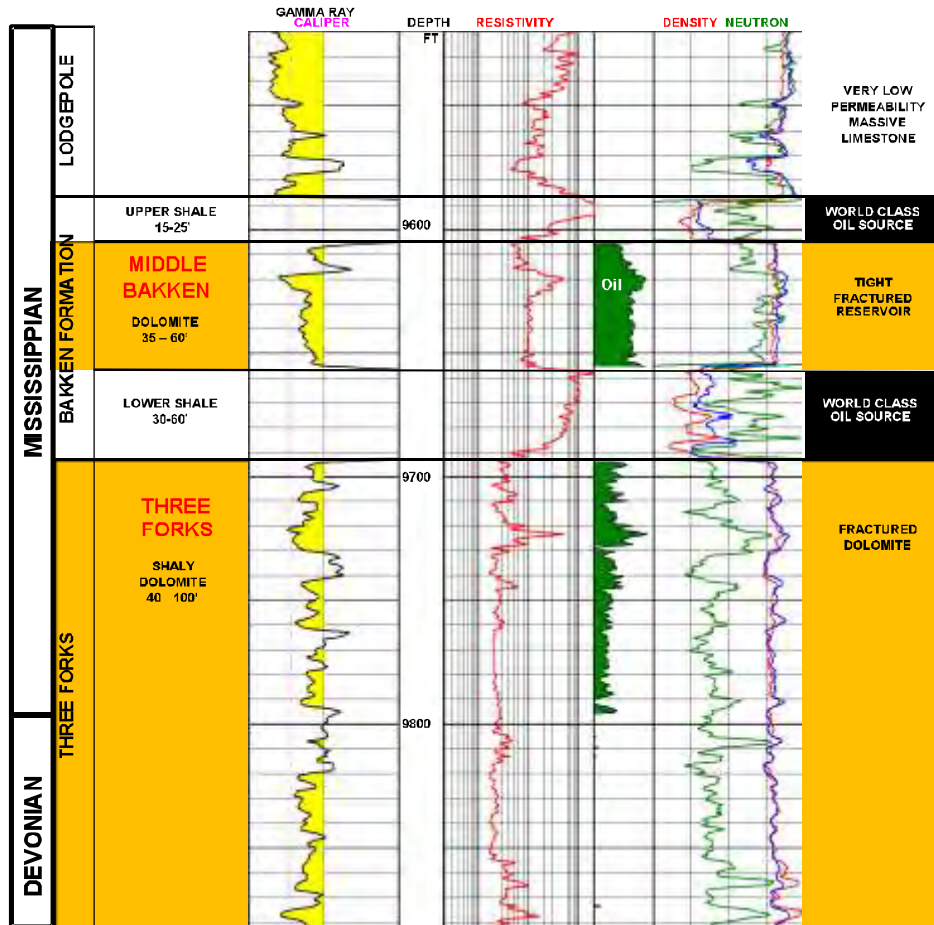 GAMMA RAY
CALIPER
DEPTH
FT
RESISTIVITY
DENSITY NEUTRON
MISSISSIPPIAN
DEVONIAN
LODGEPOLE
VERY LOW
PERMEABILITY
MASSIVE
LIMESTONE
BAKKEN FORMATION
UPPER SHALE
15-25'
9600
WORLD CLASS
OIL SOURCE
MIDDLE
BAKKEN
DOLOMITE
35 – 60'
Oil
TIGHT
FRACTURED
RESERVOIR
LOWER SHALE
30-60'
WORLD CLASS
OIL SOURCE
THREE FORKS
9700
THREE
FORKS
SHALY
DOLOMITE
40 100'
FRACTURED
DOLOMITE
9800